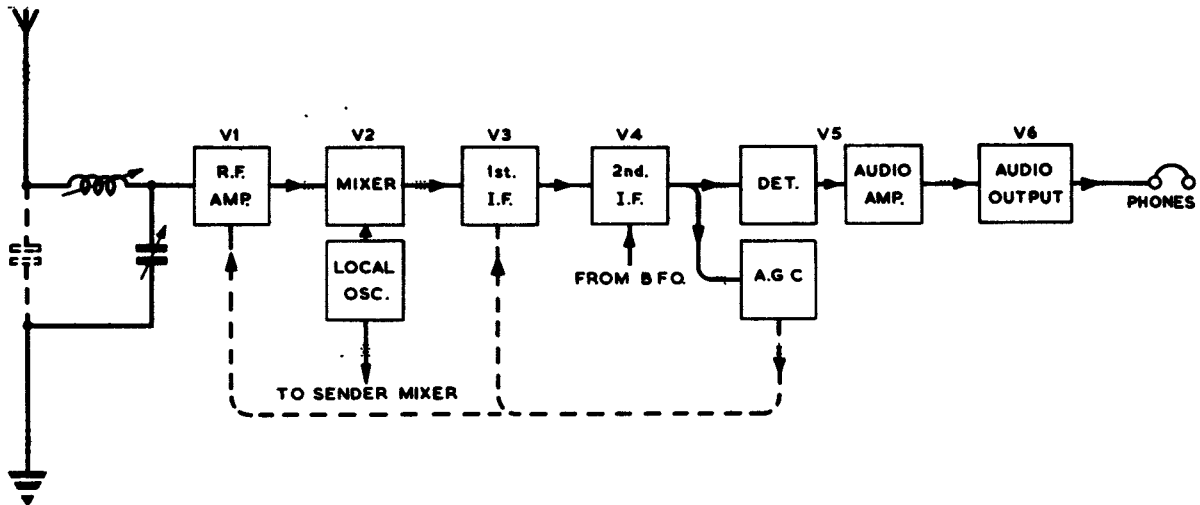 V1
V2
V3
V4
V5
V6
R.F.
AMP.
MIXER
1st.
I.F.
2nd.
I.F.
DET.
AUDIO
AMP.
AUDIO
OUTPUT
PHONES
LOCAL
OSC.
FROM B F O.
A.G C
TO SENDER MIXER